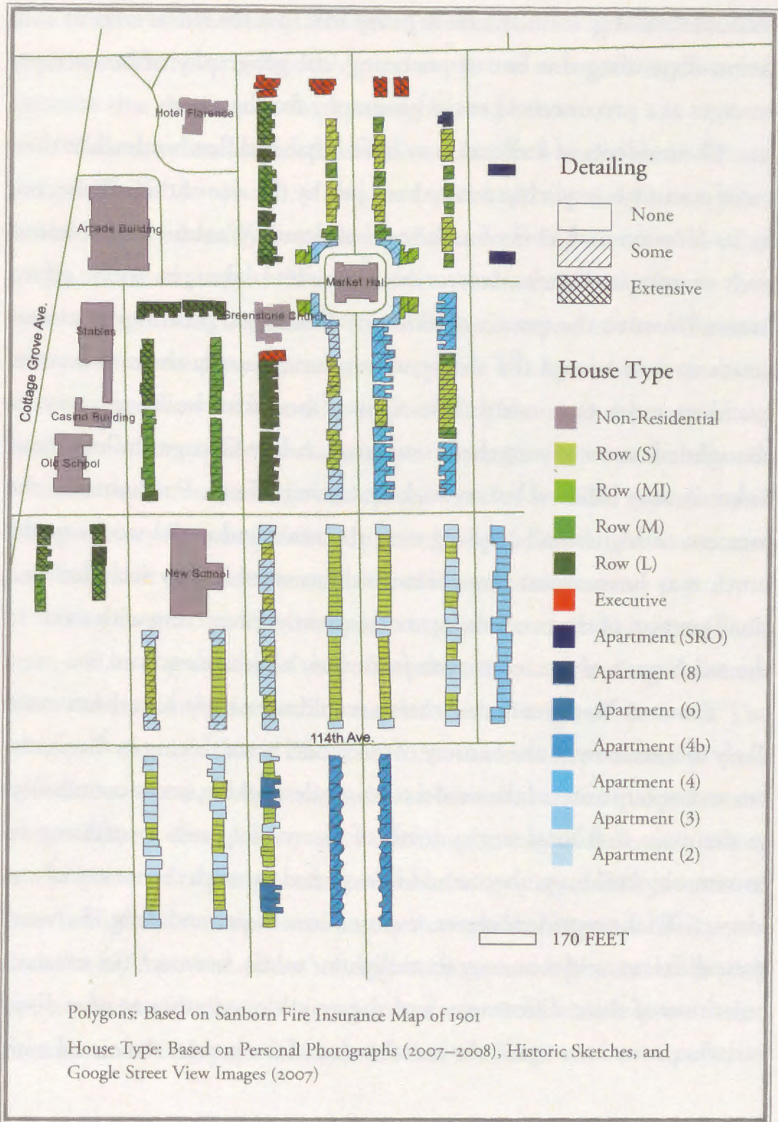 Hotel Florence
Arcade Building
Market Hall
Greenstone Church
Stables
Cottage Grove Ave.
Casino Building
Old School
New School
114th Ave.
Detailing
None
Some
Extensive
House Type
Non-Residential
Row (S)
Row (MI)
Row (M)
Row (L)
Executive
Apartment (SRO)
Apartment (8)
Apartment (6)
Apartment (4b)
Apartment (4)
Apartment (3)
Apartment (2)
170 FEET
Polygons: Based on Sanborn Fire Insurance Map of 1901
House Type: Based on Personal Photographs (2007–2008), Historic Sketches, and
Google Street View Images (2007)